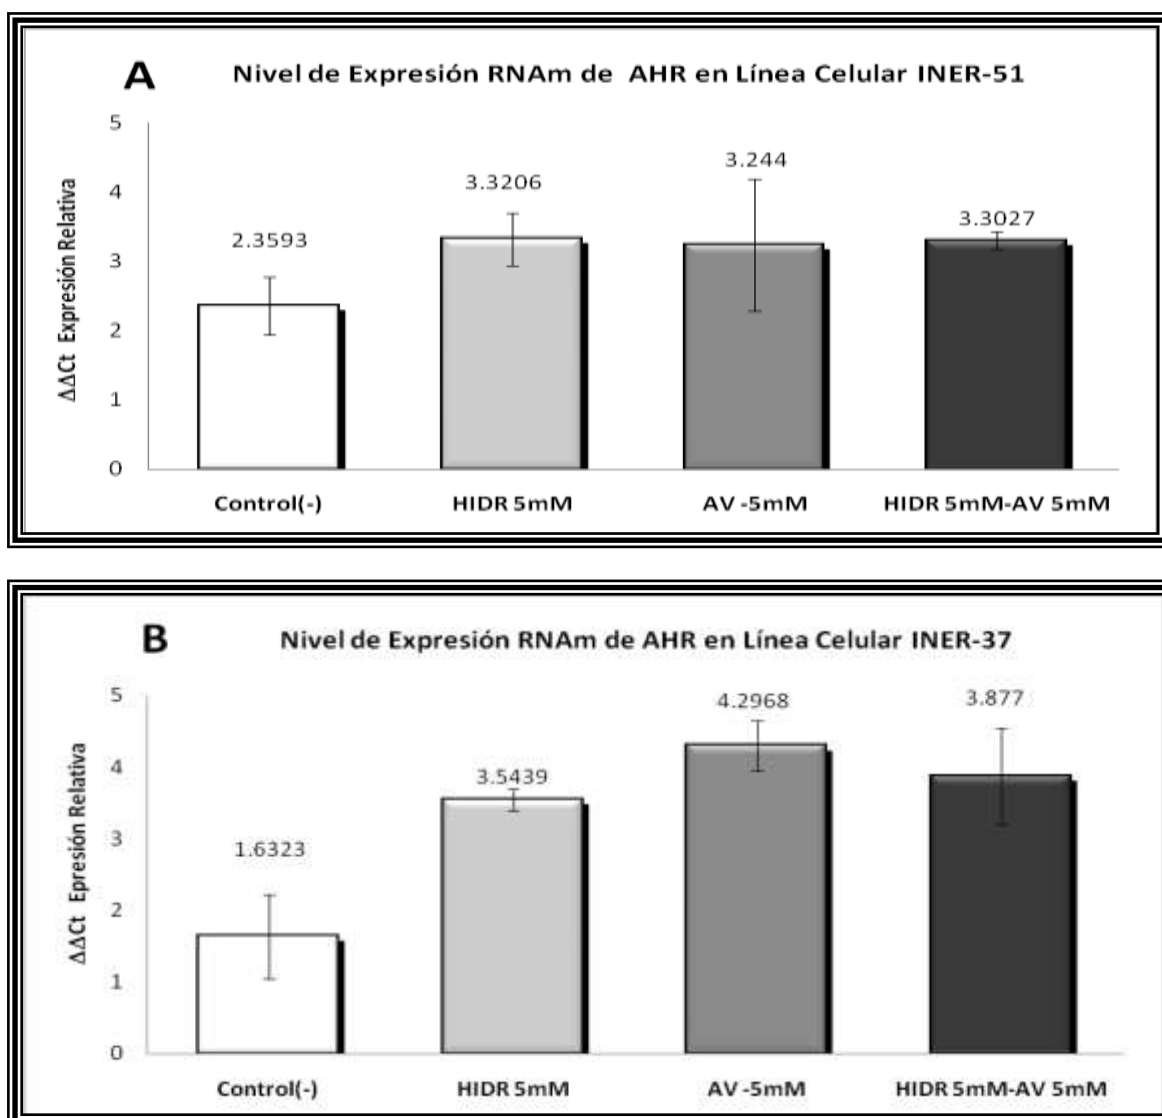 A Nivel de Expresión RNAm de AHR en Línea Celular INER-51
ΔΔCt Expresión Relativa
5
4
3
2
1
0
2.3593
3.3206
3.244
3.3027
Control(-)
HIDR 5mM
AV -5mM
HIDR 5mM-AV 5mM
B Nivel de Expresión RNAm de AHR en Línea Celular INER-37
ΔΔCt Epresión Relativa
5
4
3
2
1
0
1.6323
3.5439
4.2968
3.877
Control(-)
HIDR 5mM
AV -5mM
HIDR 5mM-AV 5mM